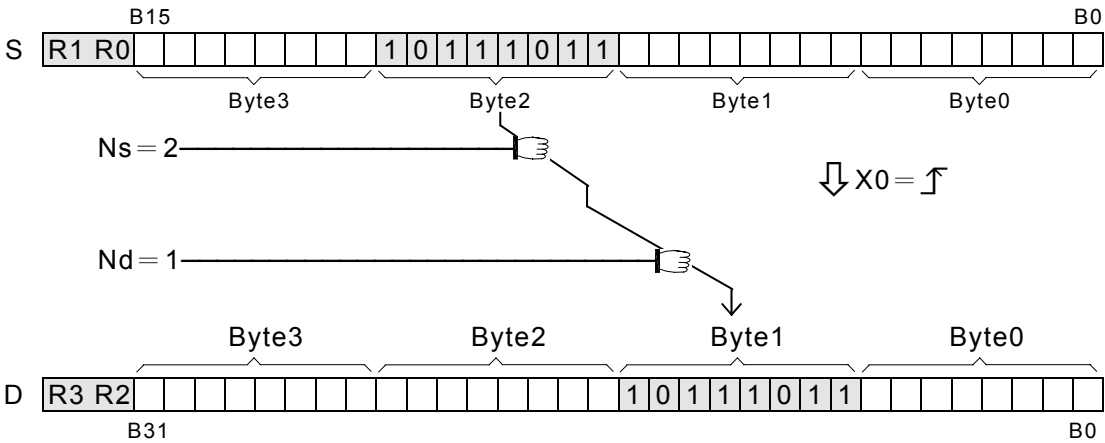 B15 B0
S R1 R0 1 0 1 1 1 0 1 1
Byte3 Byte2 Byte1 Byte0
Ns=2
X0=
Nd=1
Byte3 Byte2 Byte1 Byte0
D R3 R2 1 0 1 1 1 0 1 1
B31 B0